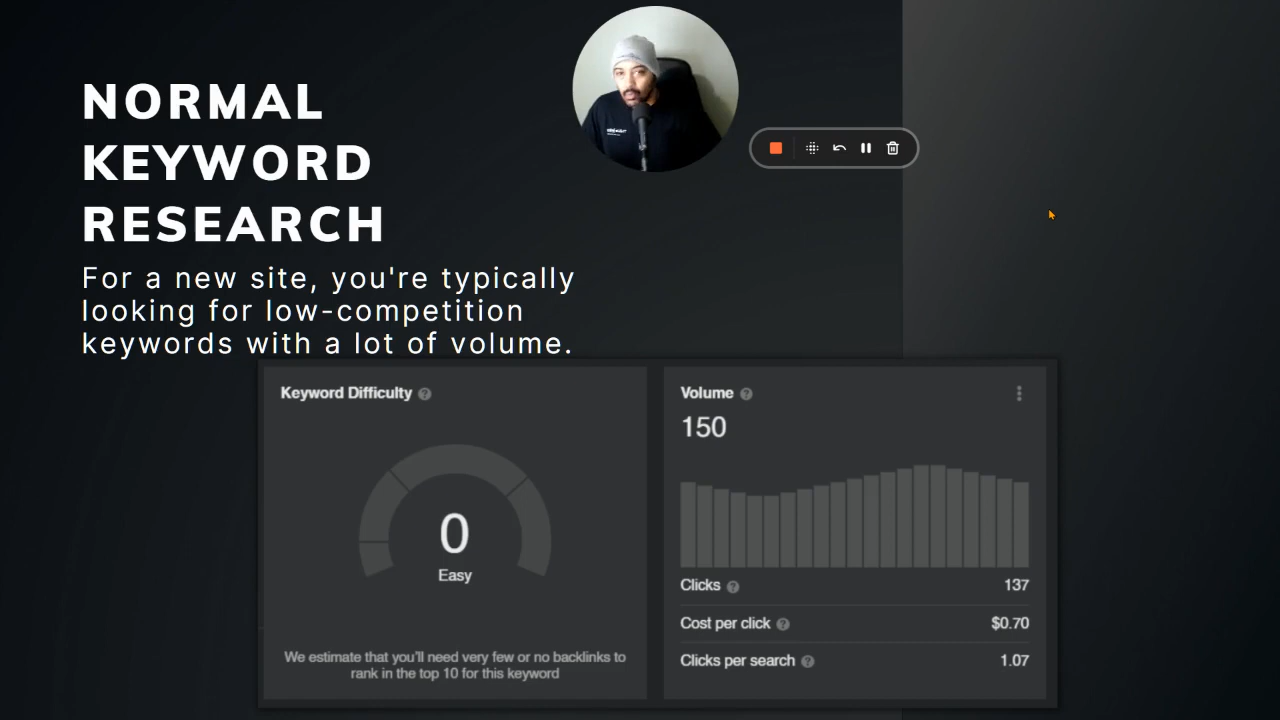 NORMAL
KEYWORD
RESEARCH
For a new site, you're typically
looking for low-competition
keywords with a lot of volume.
Keyword Difficulty ?
0
Easy
We estimate that you'll need very few or no backlinks to
rank in the top 10 for this keyword
Volume ?
150
Clicks ? 137
Cost per click ? $0.70
Clicks per search ? 1.07